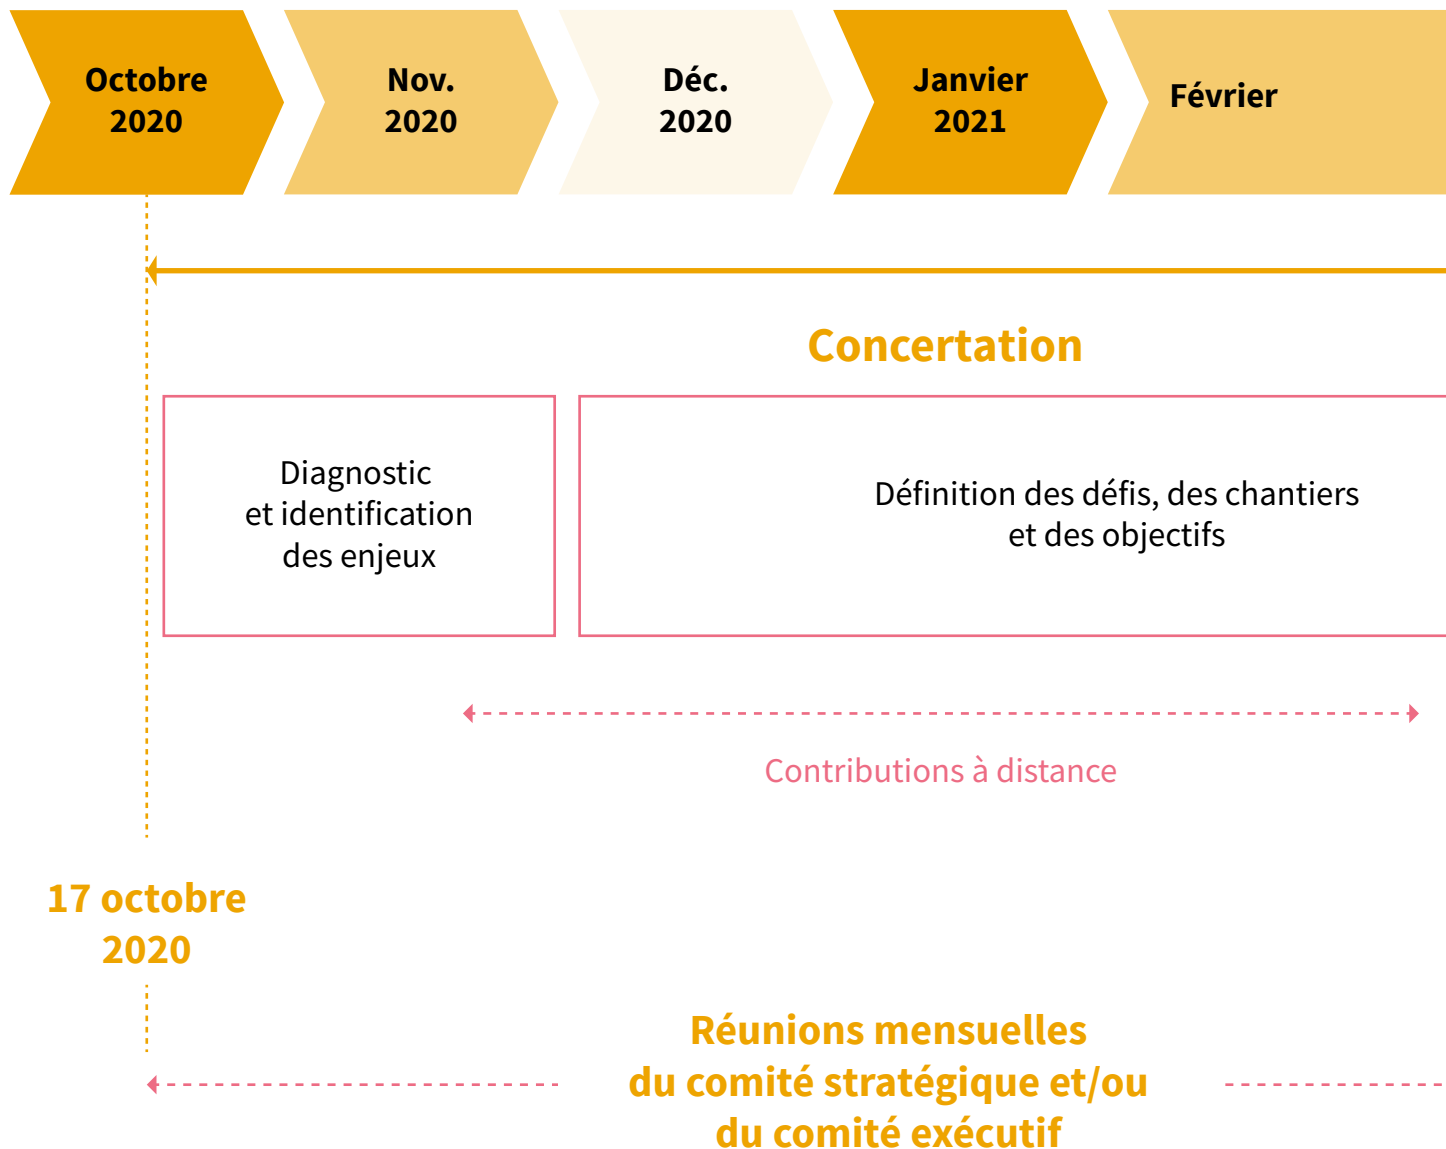 Octobre
2020
Nov.
2020
Déc.
2020
Janvier
2021
Février
Concertation
Diagnostic
et identification
des enjeux
Définition des défis, des chantiers
et des objectifs
Contributions à distance
17 octobre
2020
Réunions mensuelles
du comité stratégique et/ou
du comité exécutif